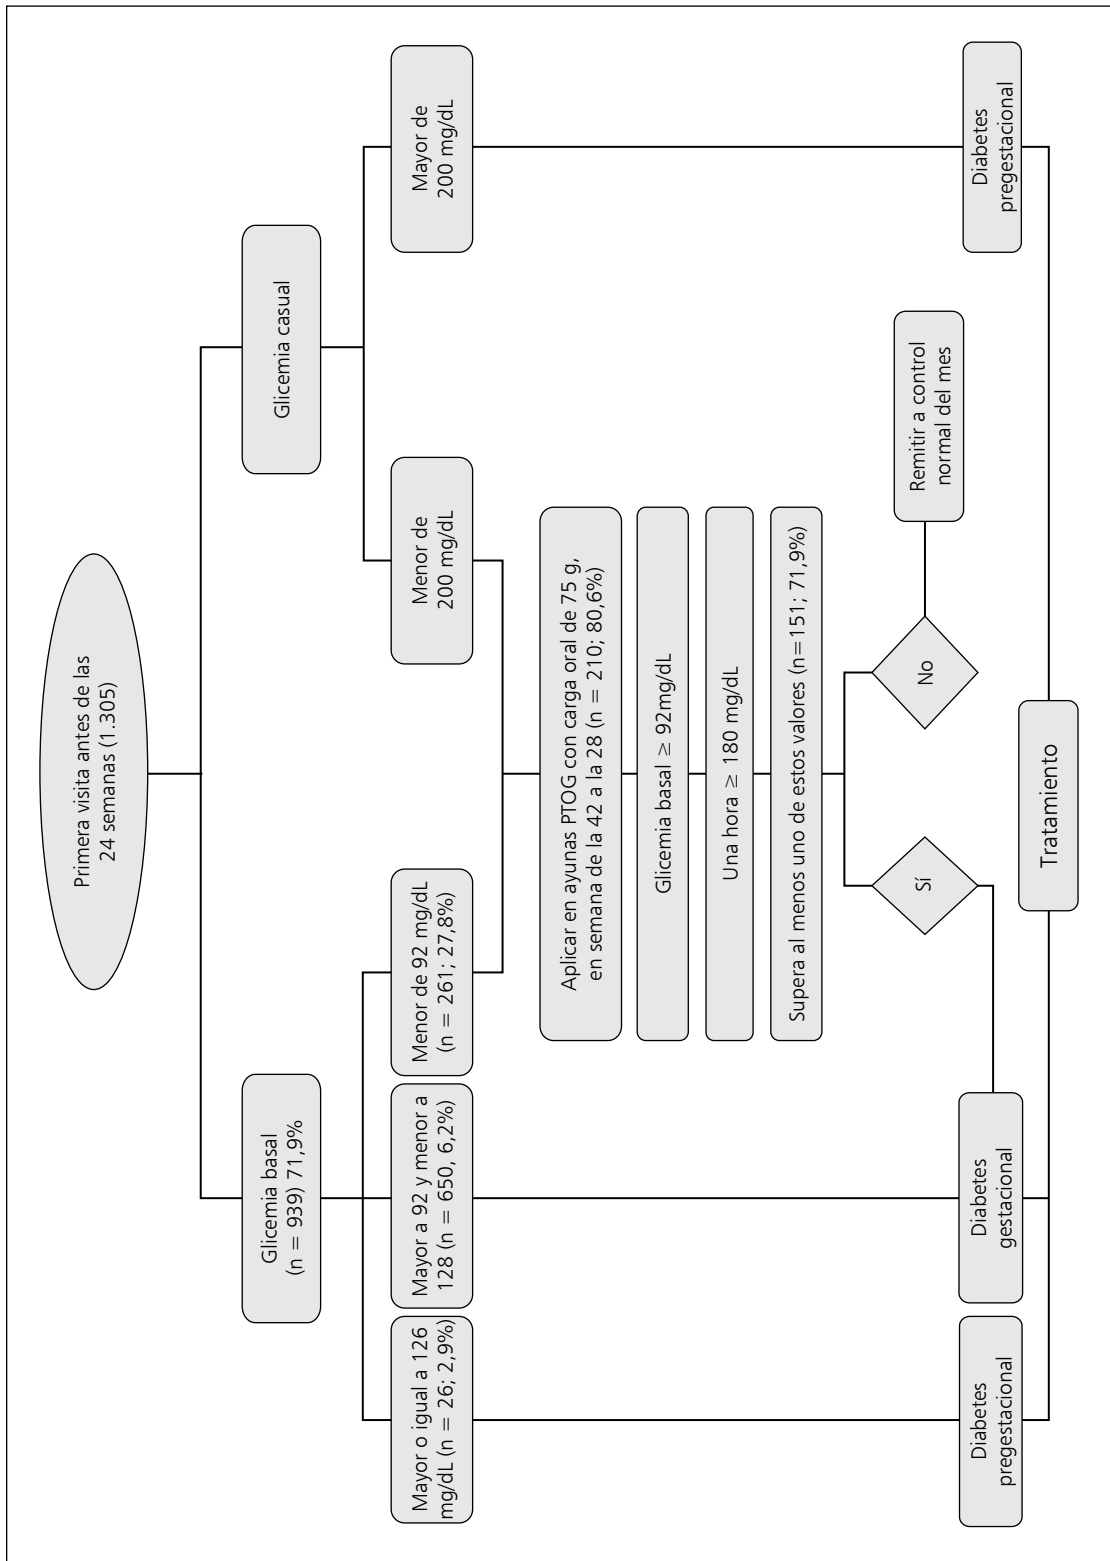 Primera visita antes de las
24 semanas (1.305)
Glicemia basal
(n = 939) 71,9%
Glicemia casual
Mayor o igual a 126
mg/dL (n = 26; 2,9%)
Mayor a 92 y menor a
128 (n = 650, 6,2%)
Menor de 92 mg/dL
(n = 261; 27,8%)
Menor de
200 mg/dL
Mayor de
200 mg/dL
Aplicar en ayunas PTOG con carga oral de 75 g,
en semana de la 42 a la 28 (n = 210; 80,6%)
Glicemia basal ≥ 92mg/dL
Una hora ≥ 180 mg/dL
Supera al menos uno de estos valores (n=151; 71,9%)
Sí
No
Remitir a control
normal del mes
Diabetes
pregestacional
Diabetes
gestacional
Diabetes
pregestacional
Tratamiento